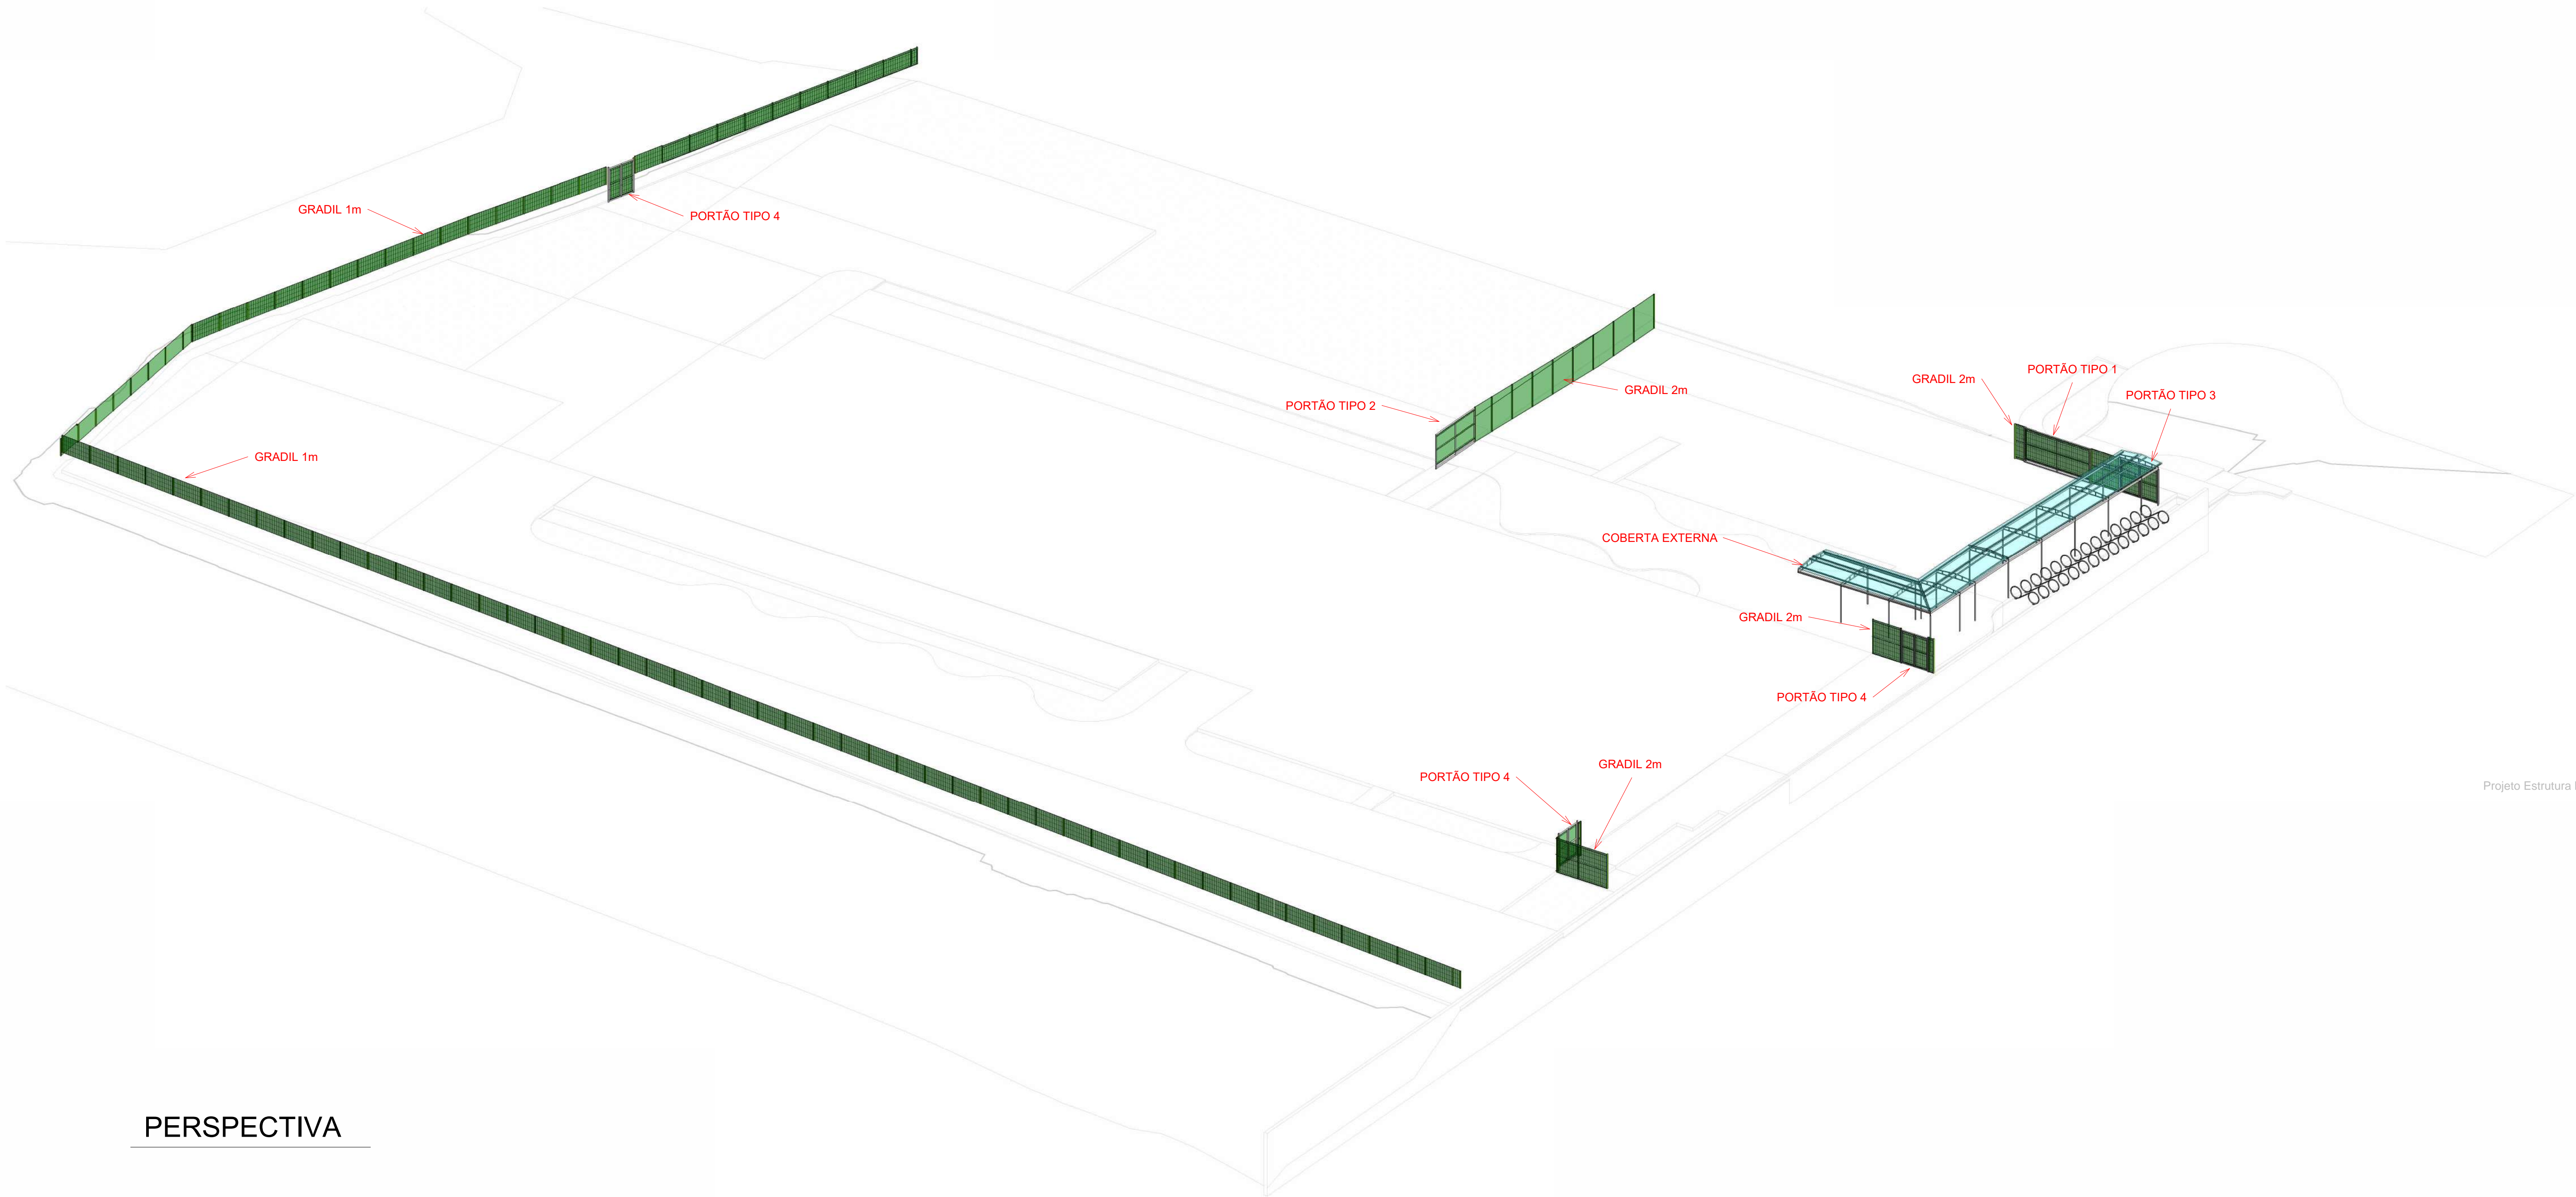 GRADIL 1m
PORTÃO TIPO 4
GRADIL 1m
PORTÃO TIPO 2
GRADIL 2m
GRADIL 2m
PORTÃO TIPO 1
PORTÃO TIPO 3
COBERTA EXTERNA
GRADIL 2m
PORTÃO TIPO 4
PORTÃO TIPO 4
GRADIL 2m
Projeto Estrutura
PERSPECTIVA